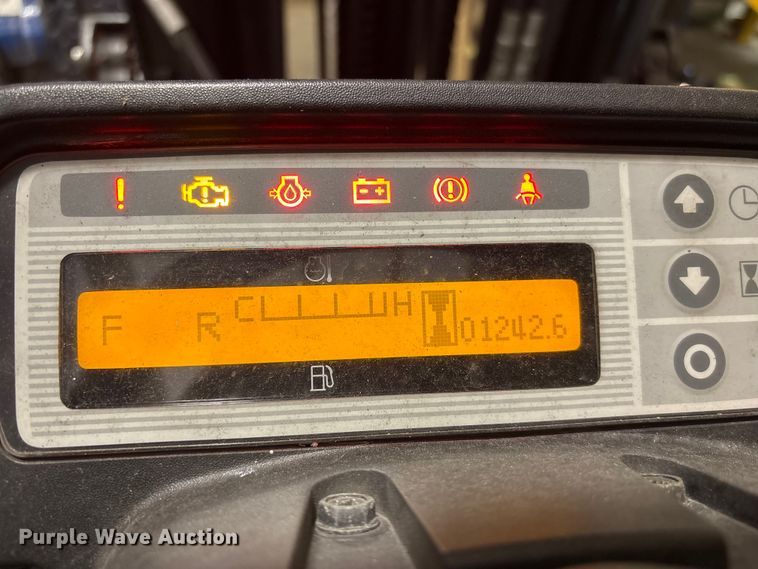 F R C H 01242.6
Purple Wave Auction